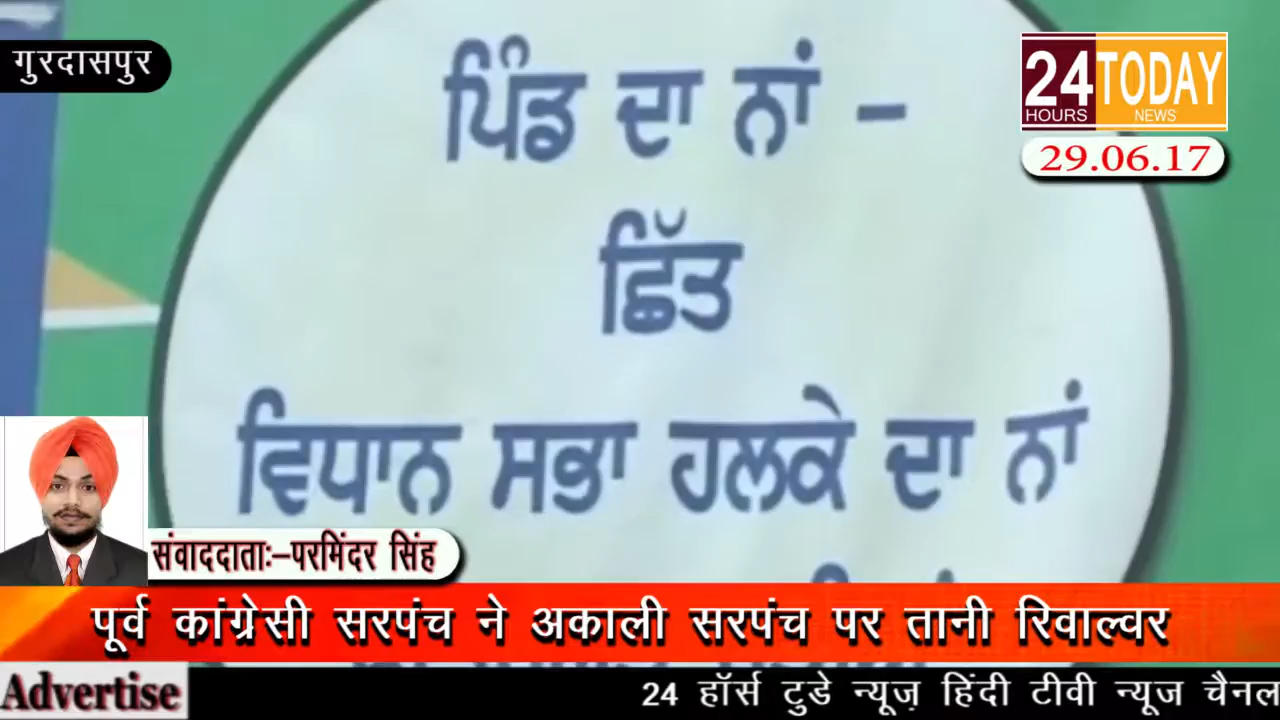 गुरदासपुर
24 TODAY
HOURS NEWS
29.06.17
ਪਿੰਡ ਦਾ ਨਾਂ –
ਛਿੱਤ
ਵਿਧਾਨ ਸਭਾ ਹਲਕੇ ਦਾ ਨਾਂ
संवाददाताः–परमिंदर सिंह
पूर्व कांग्रेसी सरपंच ने अकाली सरपंच पर तानी रिवाल्वर
Advertise
24 हॉर्स टुडे न्यूज़ हिंदी टीवी न्यूज चैनल